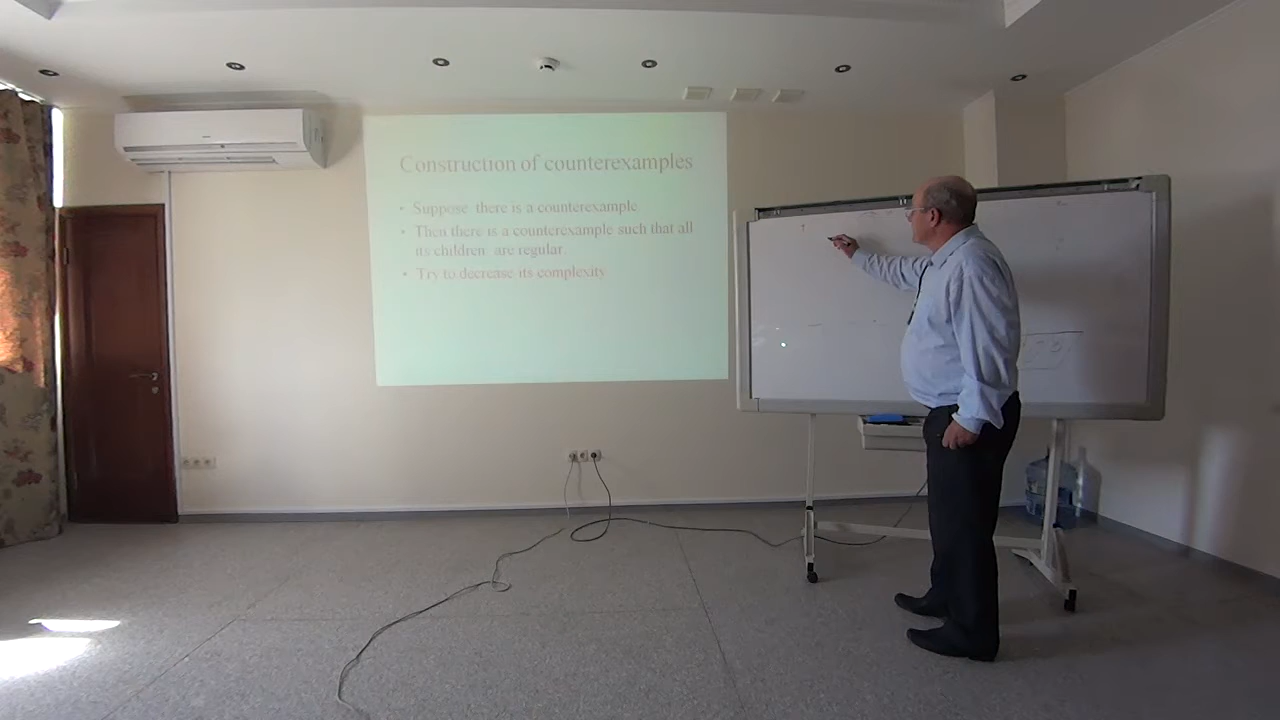 Construction of counterexamples
• Suppose there is a counterexample
• Then there is a counterexample such that all
its children are regular.
• Try to decrease its complexity